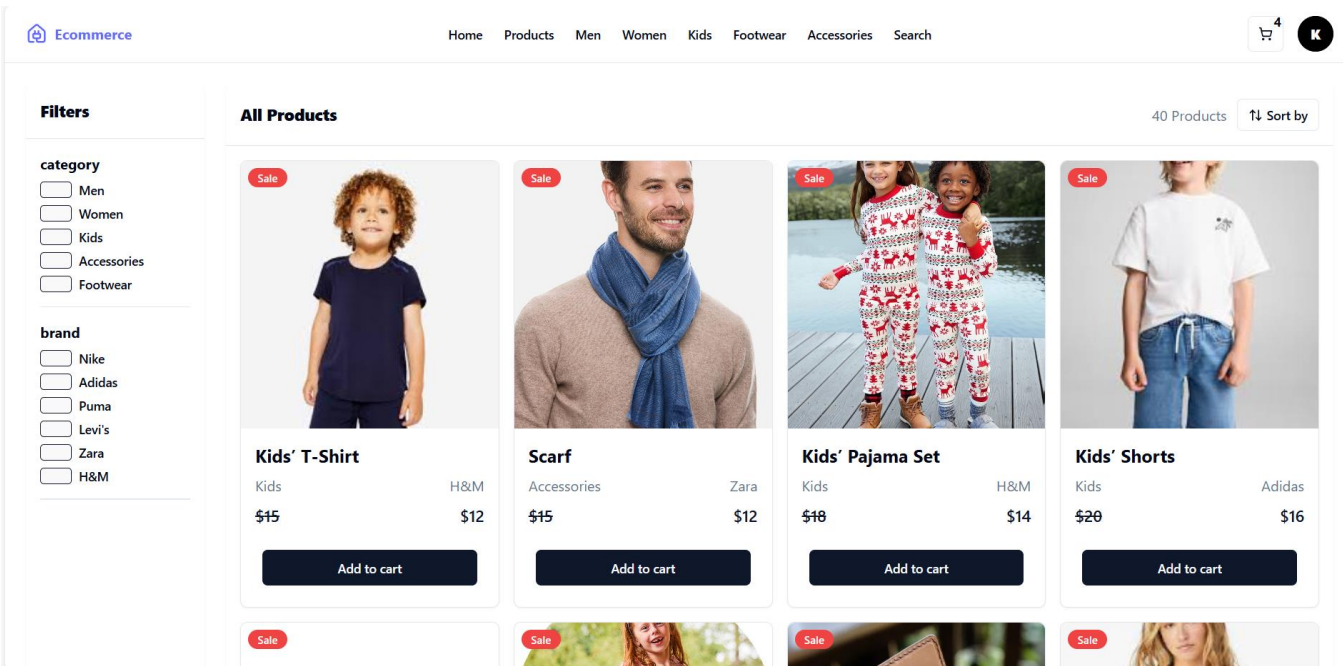 Ecommerce
Home Products Men Women Kids Footwear Accessories Search
4
K
Filters
category
Men
Women
Kids
Accessories
Footwear
brand
Nike
Adidas
Puma
Levi's
Zara
H&M
All Products
40 Products
Sort by
Sale
Kids’ T-Shirt
Kids H&M
$15 $12
Add to cart
Sale
Scarf
Accessories Zara
$15 $12
Add to cart
Sale
Kids’ Pajama Set
Kids H&M
$18 $14
Add to cart
Sale
Kids’ Shorts
Kids Adidas
$20 $16
Add to cart
Sale
Sale
Sale
Sale